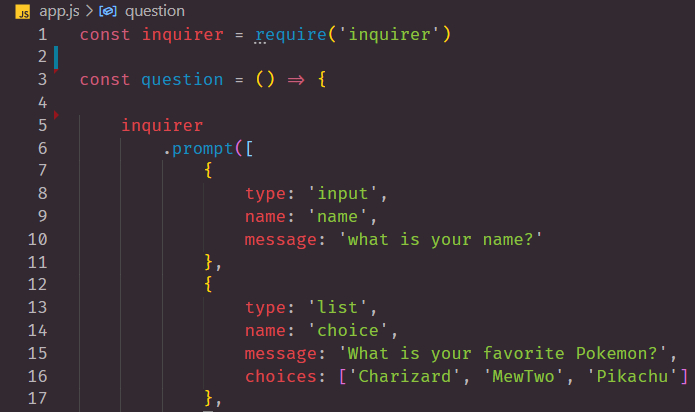 JS app.js > question
1 const inquirer = require('inquirer')
2
3 const question = () => {
4
5 inquirer
6 .prompt([
7 {
8 type: 'input',
9 name: 'name',
10 message: 'what is your name?'
11 },
12 {
13 type: 'list',
14 name: 'choice',
15 message: 'What is your favorite Pokemon?',
16 choices: ['Charizard', 'MewTwo', 'Pikachu']
17 },